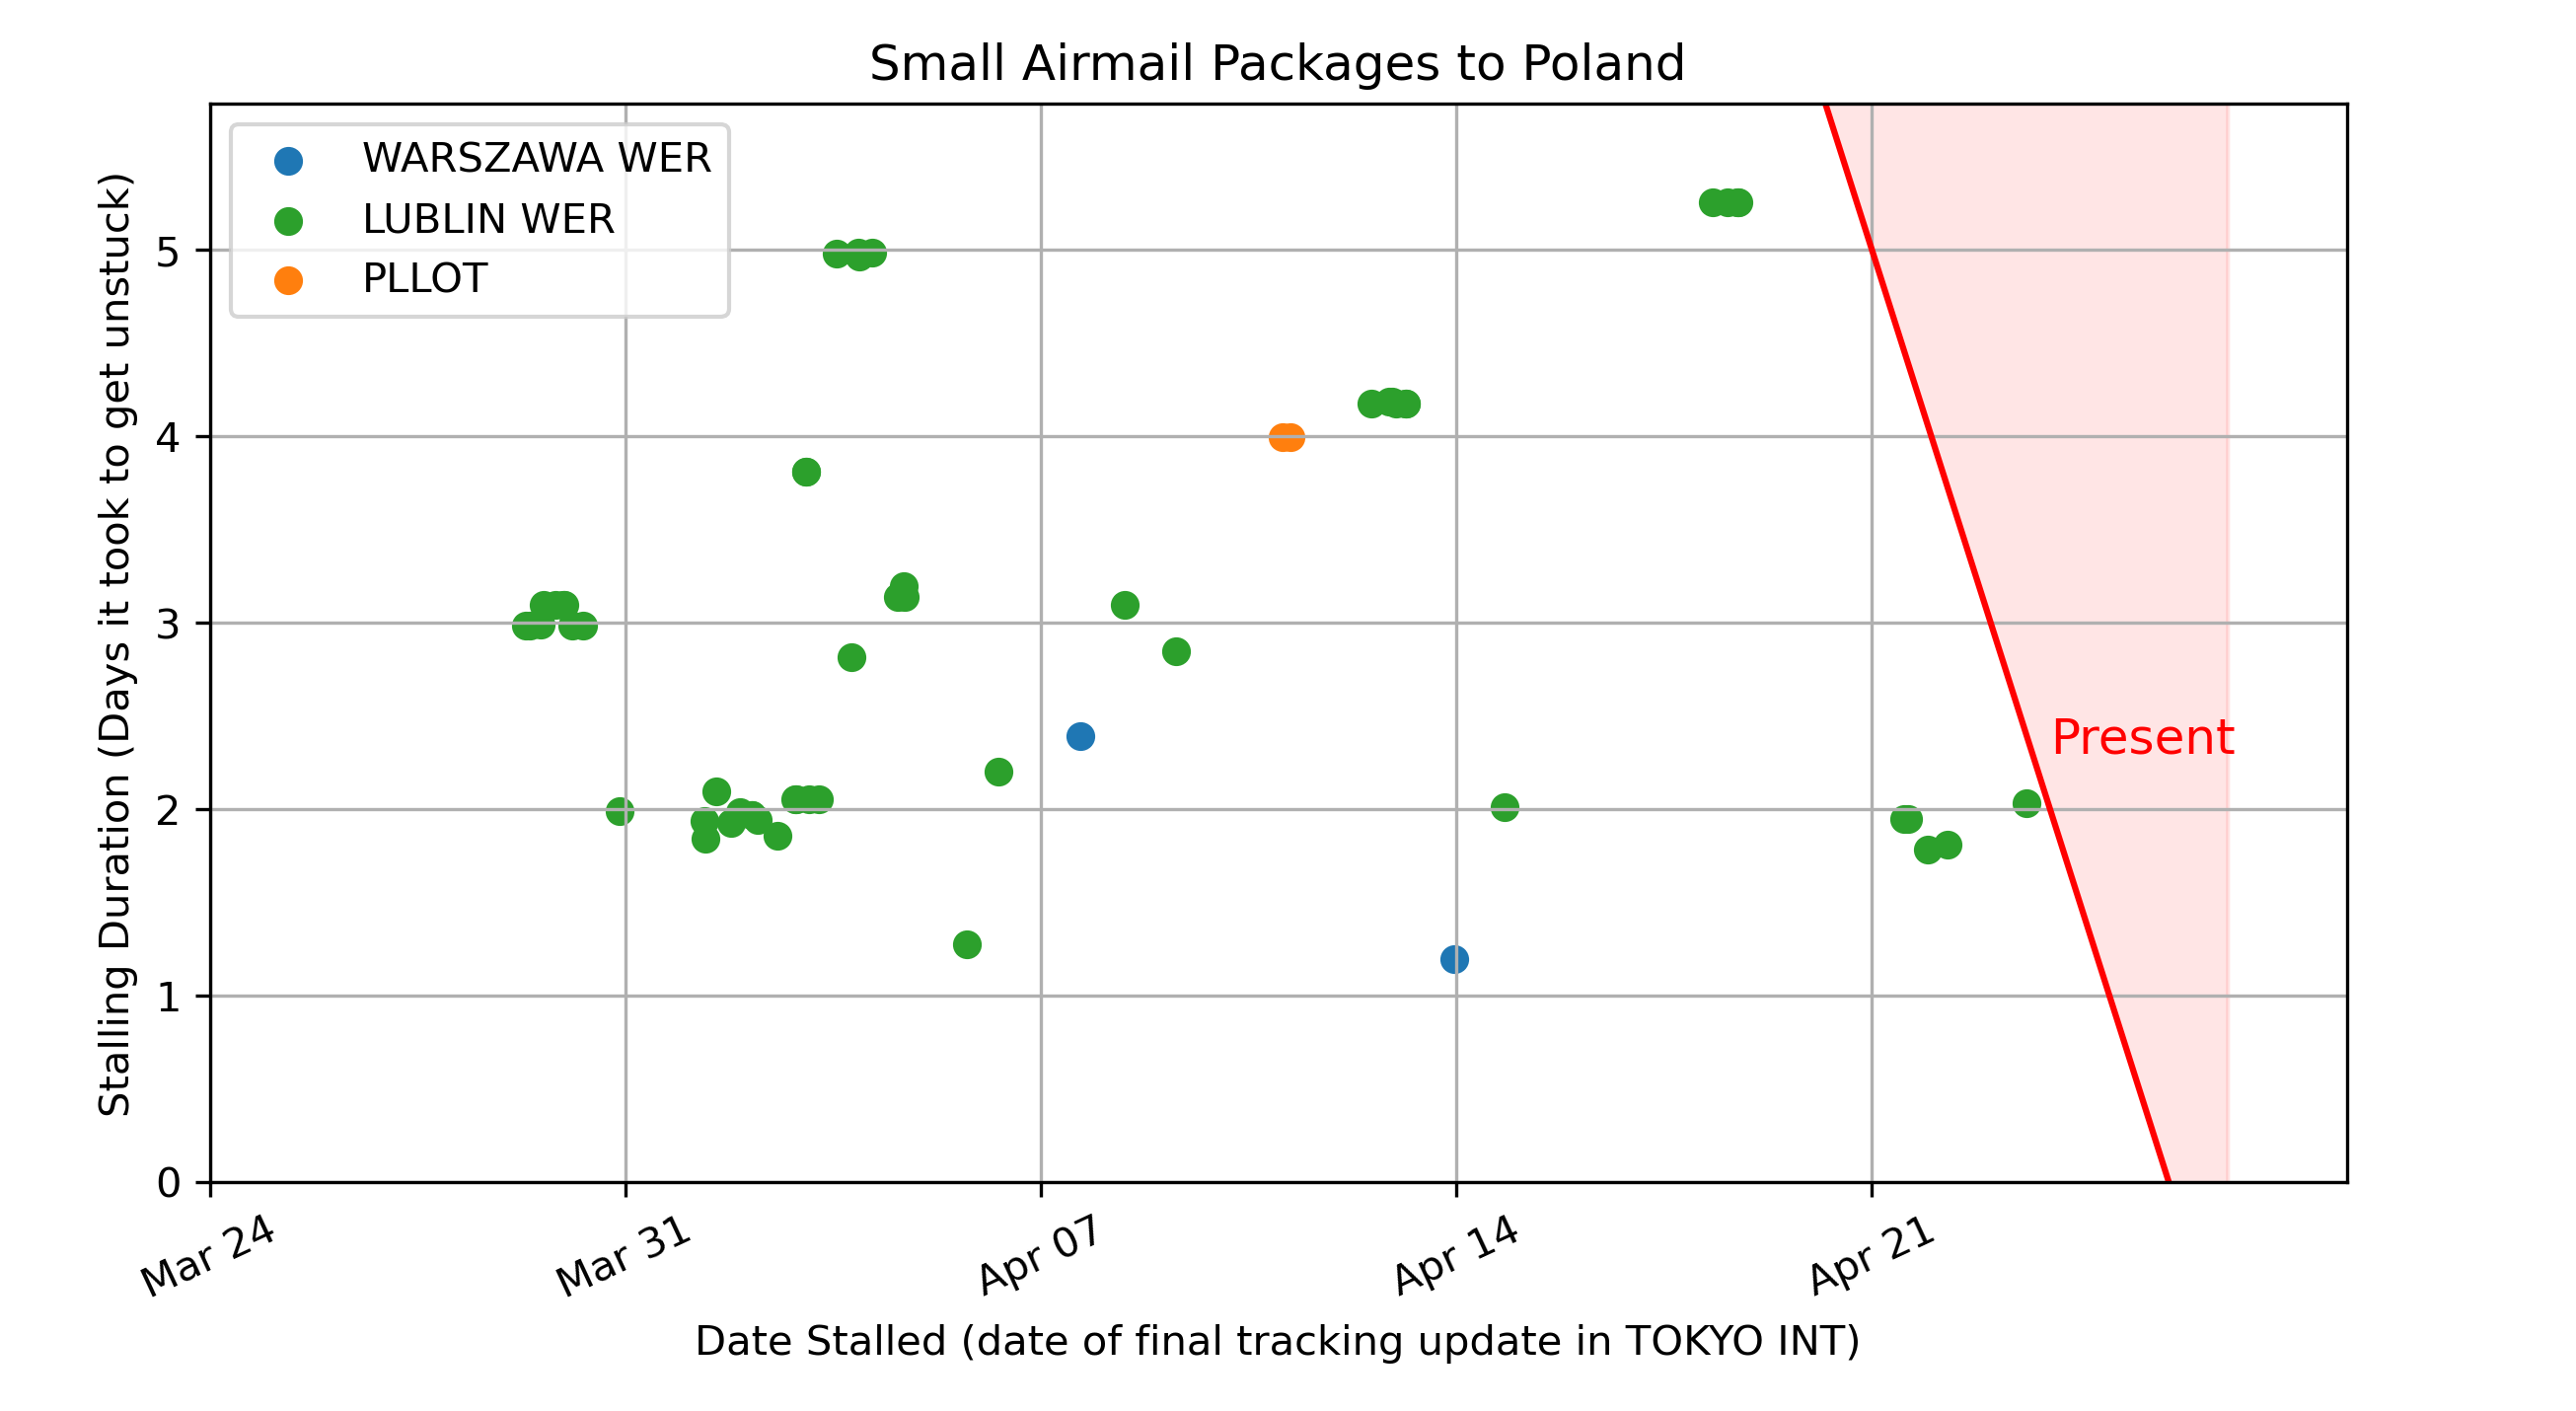 Small Airmail Packages to Poland
WARSZAWA WER
LUBLIN WER
PLLOT
Stalling Duration (Days it took to get unstuck)
5
4
3
2
1
0
Present
Mar 24
Mar 31
Apr 07
Apr 14
Apr 21
Date Stalled (date of final tracking update in TOKYO INT)